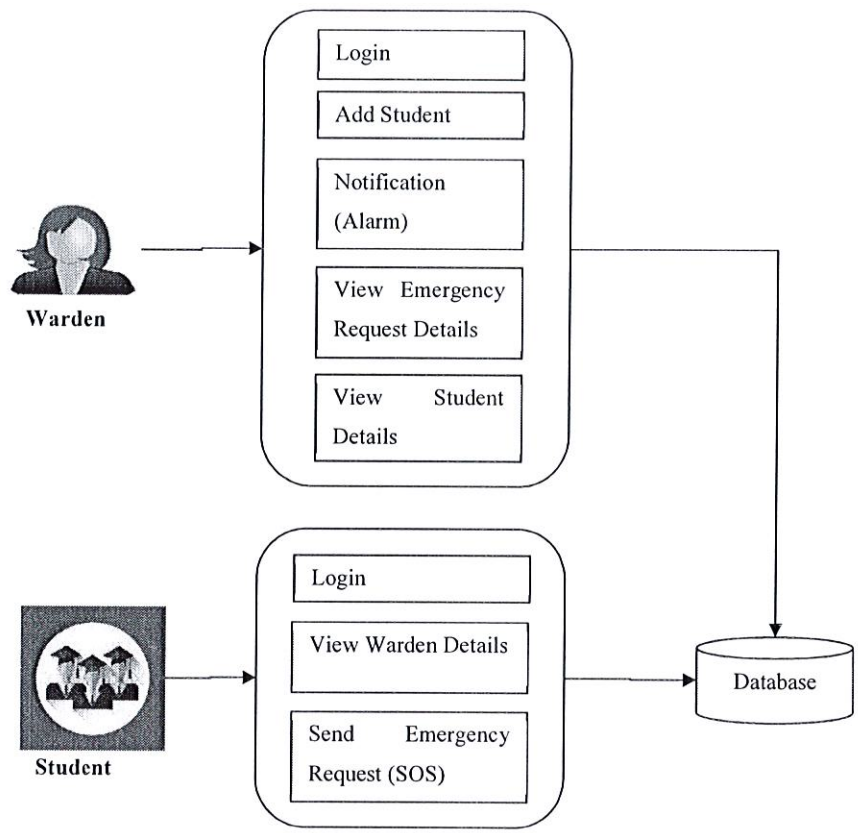 Login
Add Student
Notification
(Alarm)
View Emergency
Request Details
View Student
Details
Warden
Login
View Warden Details
Send Emergency
Request (SOS)
Student
Database